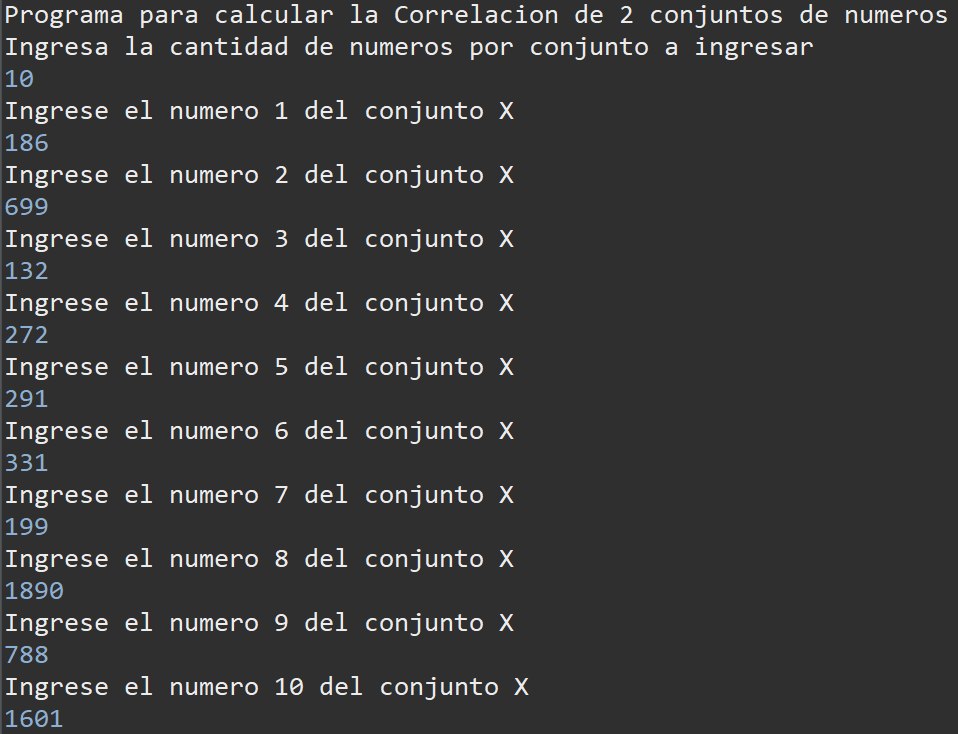 Programa para calcular la Correlacion de 2 conjuntos de numeros
Ingresa la cantidad de numeros por conjunto a ingresar
10
Ingrese el numero 1 del conjunto X
186
Ingrese el numero 2 del conjunto X
699
Ingrese el numero 3 del conjunto X
132
Ingrese el numero 4 del conjunto X
272
Ingrese el numero 5 del conjunto X
291
Ingrese el numero 6 del conjunto X
331
Ingrese el numero 7 del conjunto X
199
Ingrese el numero 8 del conjunto X
1890
Ingrese el numero 9 del conjunto X
788
Ingrese el numero 10 del conjunto X
1601